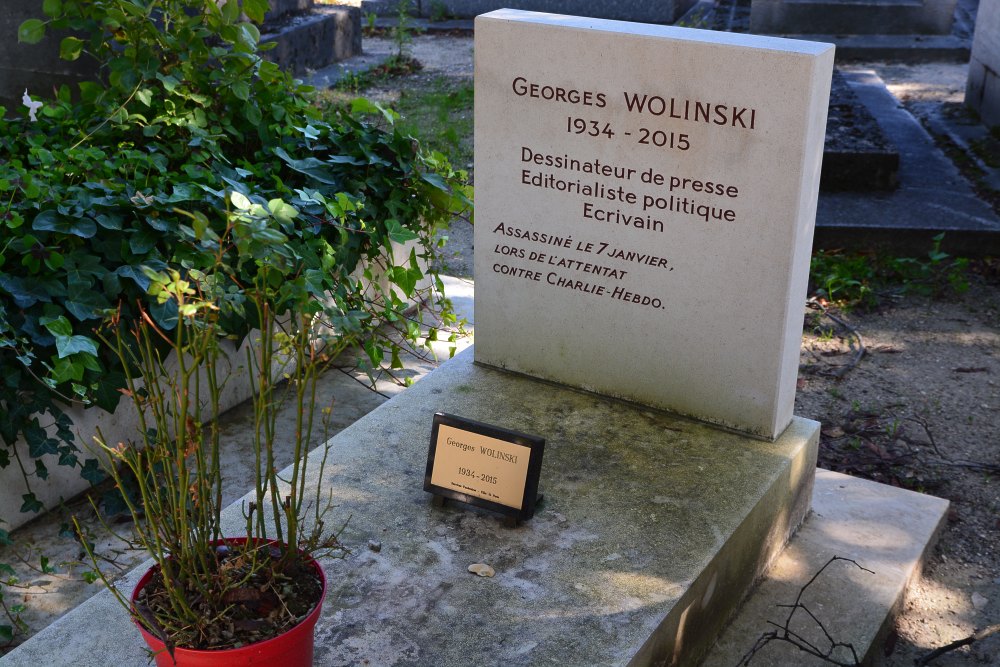 Georges WOLINSKI
1934 - 2015
Dessinateur de presse
Editorialiste politique
Ecrivain
Assassiné le 7 janvier,
lors de l'attentat
contre Charlie-Hebdo.
Georges WOLINSKI
1934-2015